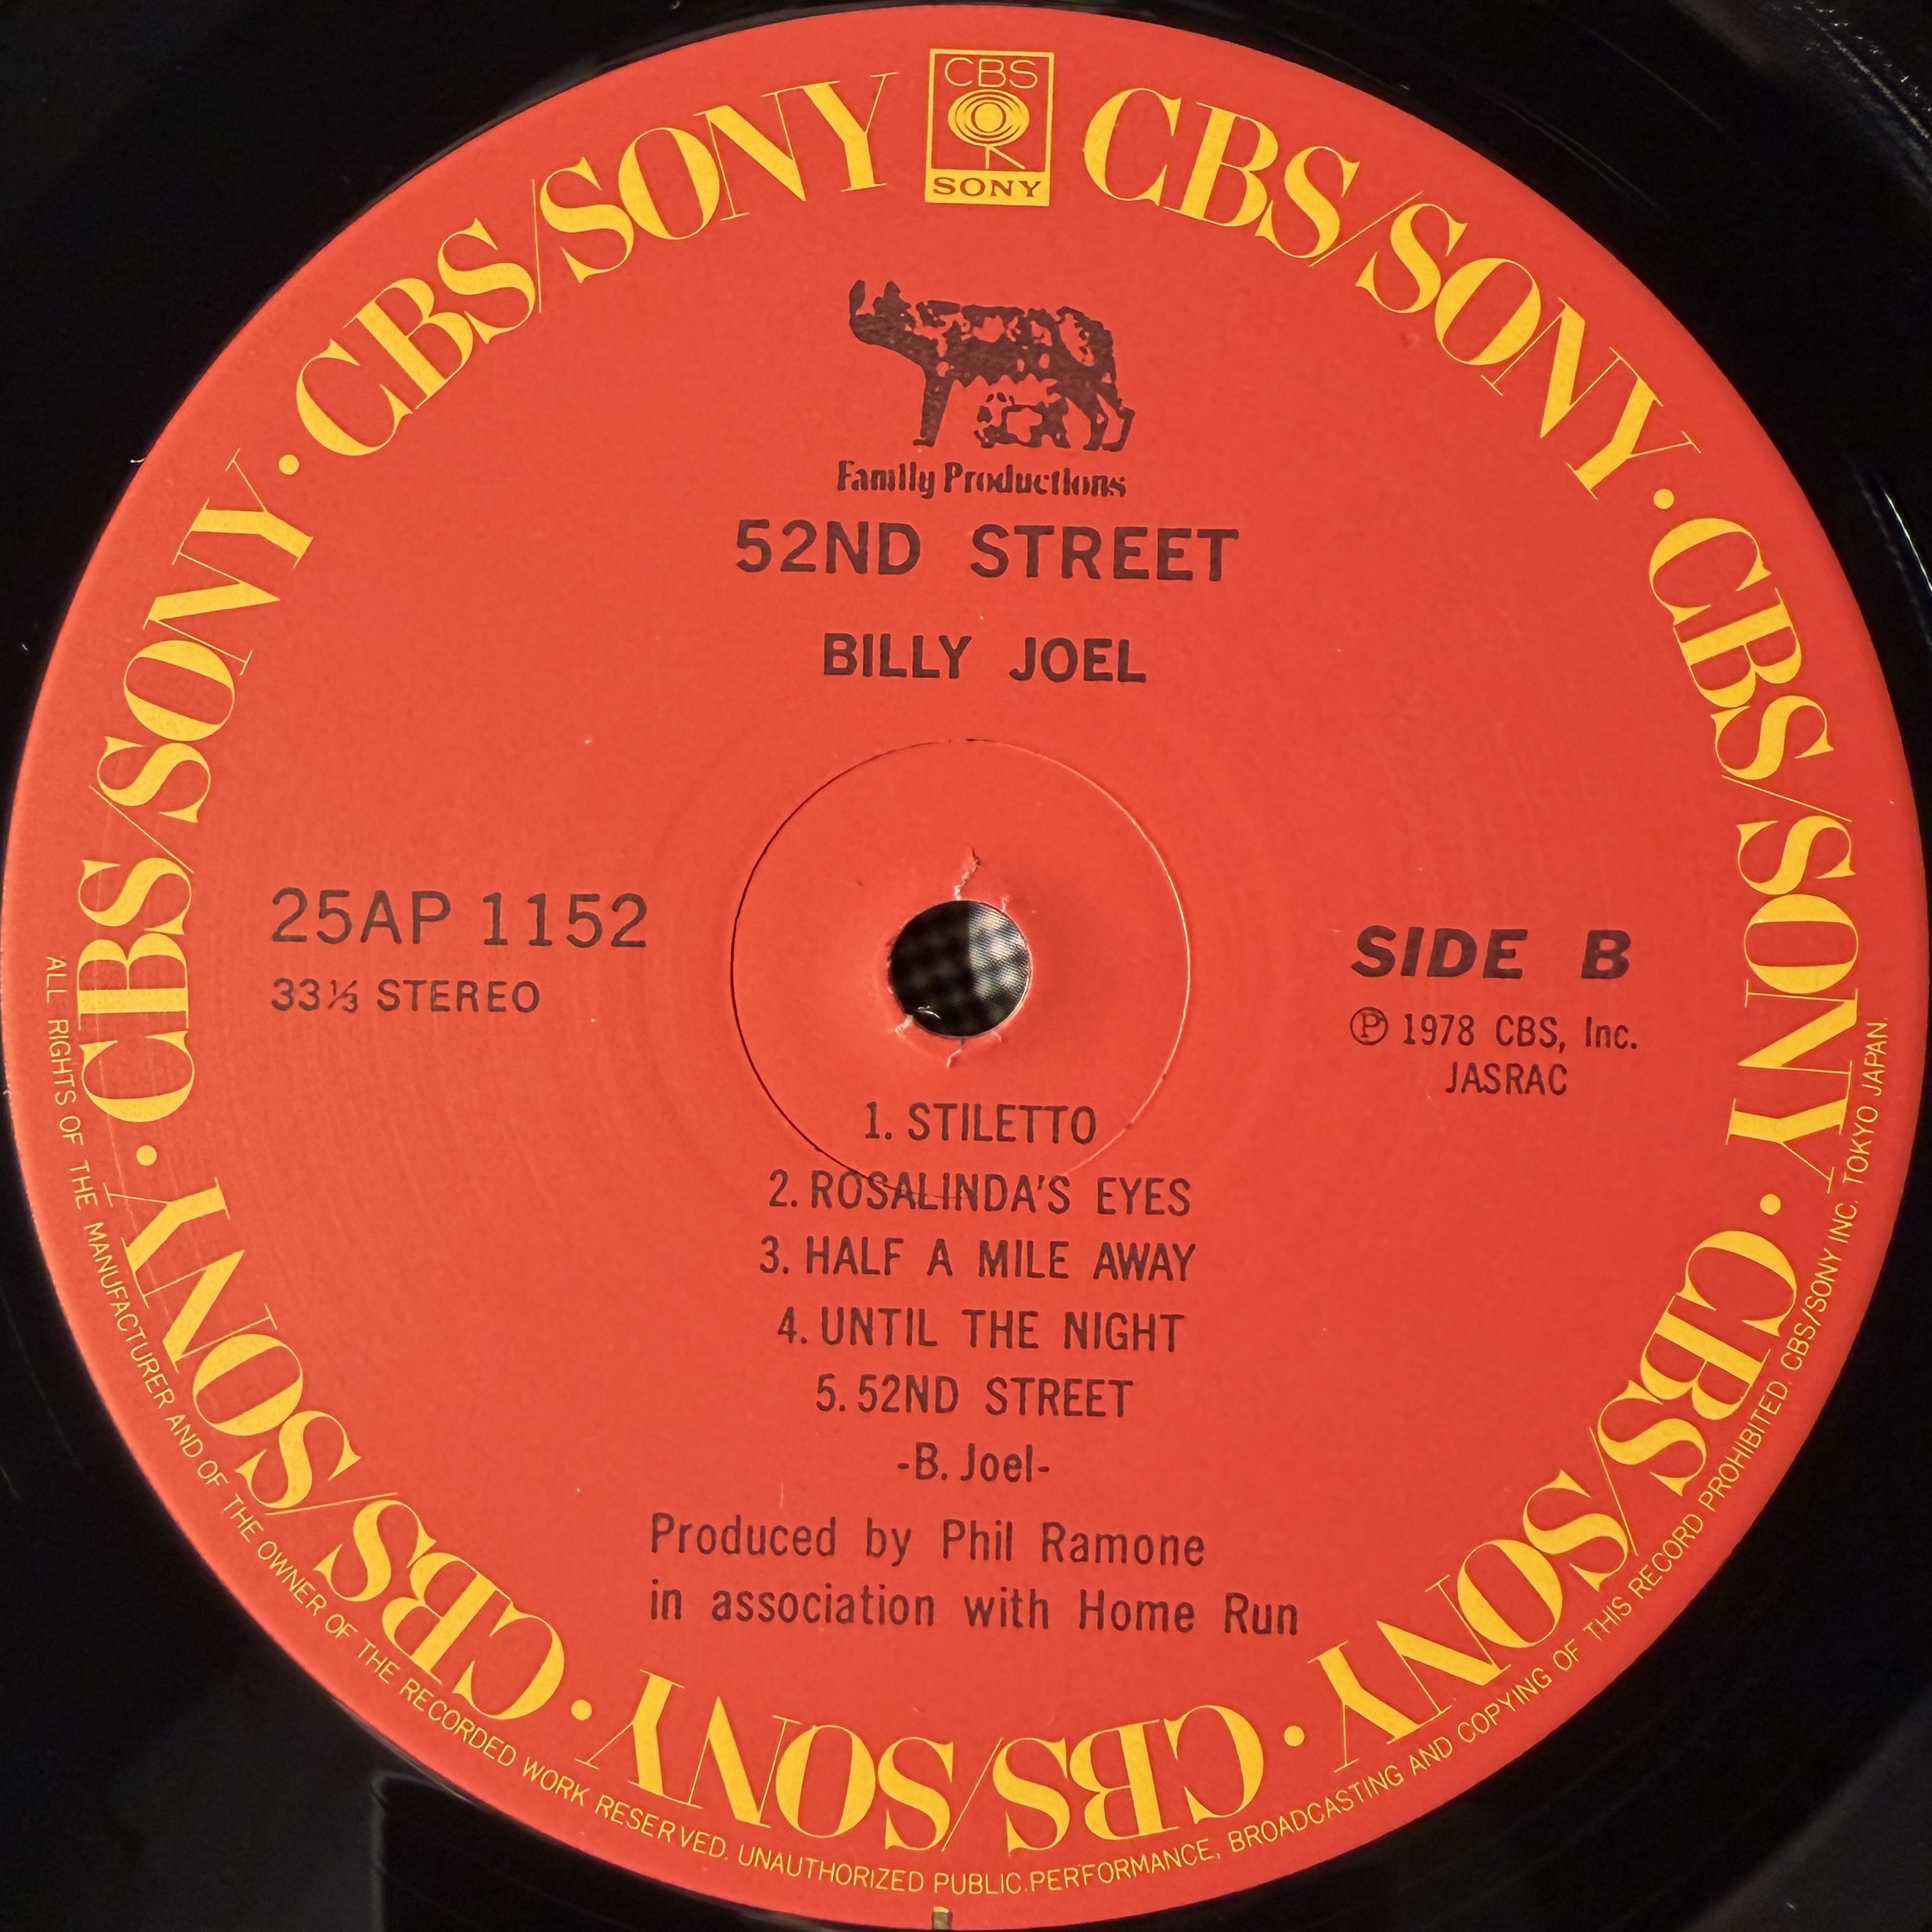 CBS
SONY
CBS/SONY · CBS/SONY · CBS/SONY · CBS/SONY · CBS/SONY · CBS/SONY · CBS/SONY
Family Productions
52ND STREET
BILLY JOEL
25AP 1152
33⅓ STEREO
SIDE B
Ⓟ 1978 CBS, Inc.
JASRAC
1. STILETTO
2. ROSALINDA'S EYES
3. HALF A MILE AWAY
4. UNTIL THE NIGHT
5. 52ND STREET
-B. Joel-
Produced by Phil Ramone
in association with Home Run
ALL RIGHTS OF THE MANUFACTURER AND OF THE OWNER OF THE RECORDED WORK RESERVED. UNAUTHORIZED PUBLIC PERFORMANCE, BROADCASTING AND COPYING OF THIS RECORD PROHIBITED. CBS/SONY INC. TOKYO JAPAN.